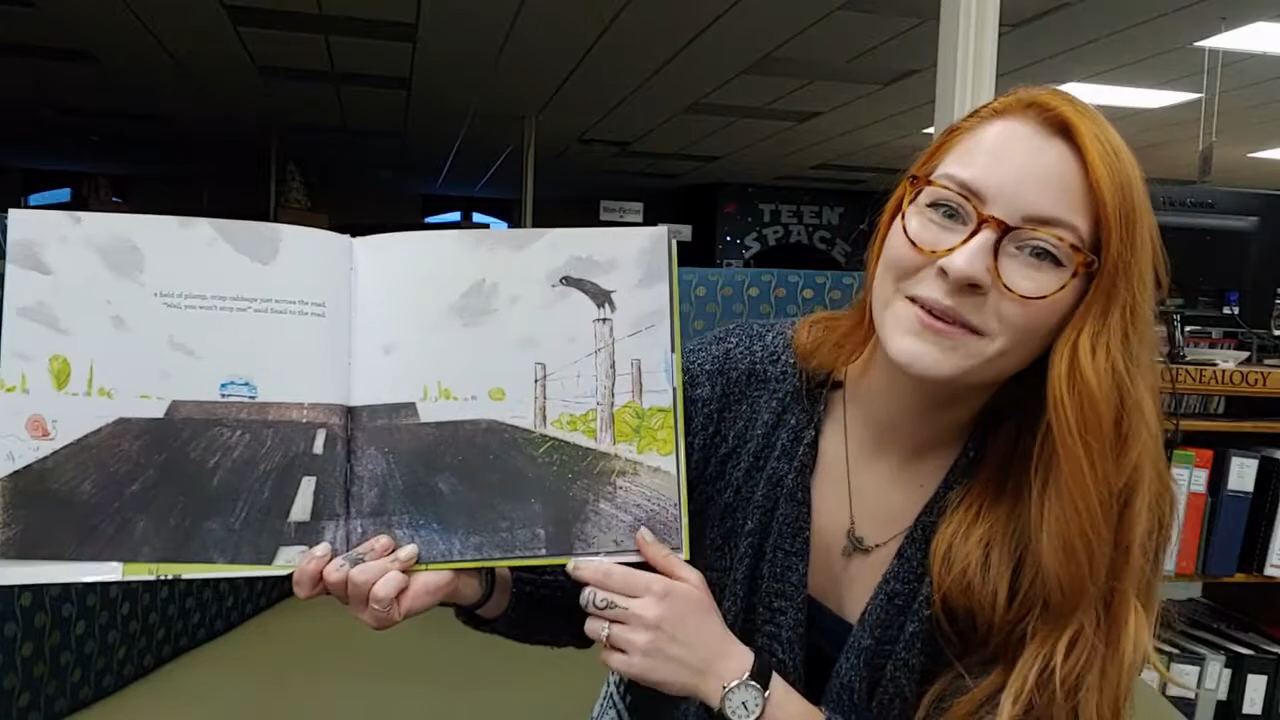 a field of plump, crisp cabbage just across the road.
"Well, you won't stop me!" said Snail to the road.
Non-Fiction
TEEN
SPACE
GENEALOGY